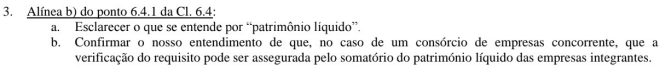 3. Alínea b) do ponto 6.4.1 da Cl. 6.4:
a. Esclarecer o que se entende por “patrimônio líquido”.
b. Confirmar o nosso entendimento de que, no caso de um consórcio de empresas concorrente, que a
verificação do requisito pode ser assegurada pelo somatório do património líquido das empresas integrantes.